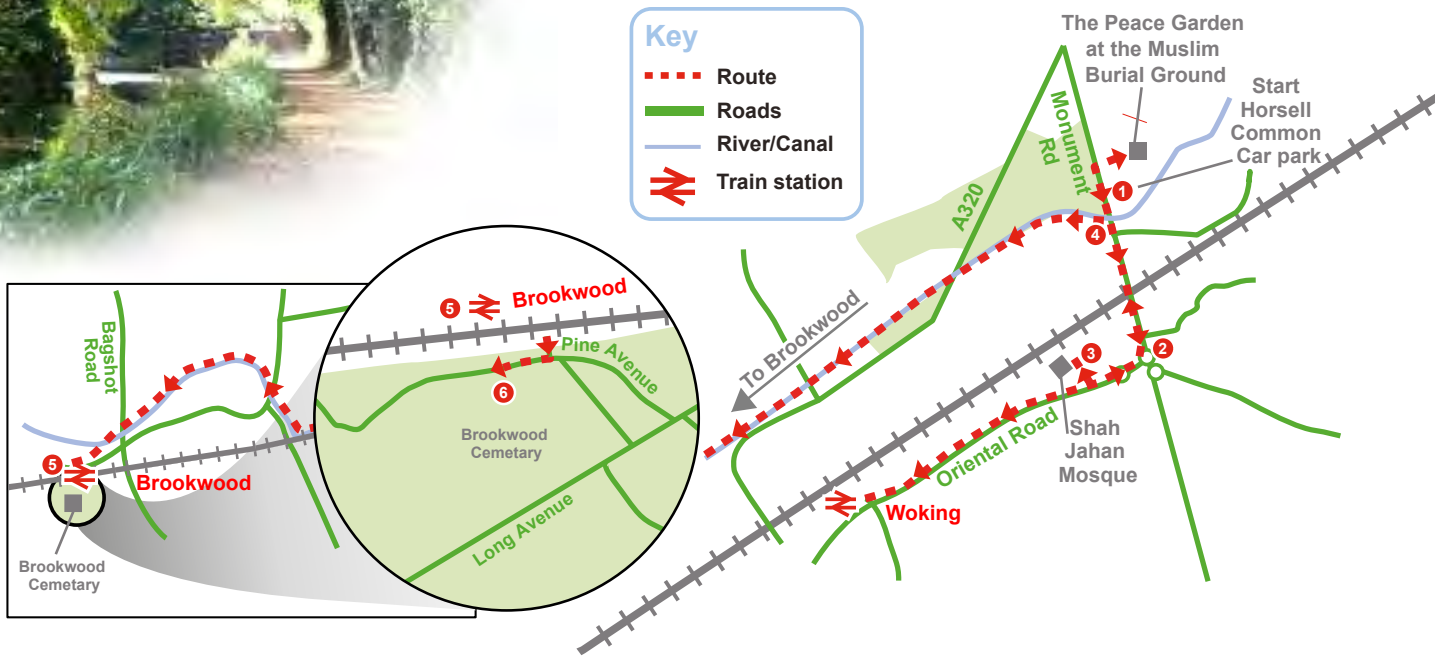 Key
Route
Roads
River/Canal
Train station
The Peace Garden
at the Muslim
Burial Ground
Start
Horsell
Common
Car park
Monument
Rd
A320
1
4
2
3
To Brookwood
Shah
Jahan
Mosque
Oriental Road
Woking
Bagshot
Road
5
Brookwood
Brookwood
Cemetary
5
Brookwood
Pine Avenue
6
Brookwood
Cemetary
Long Avenue